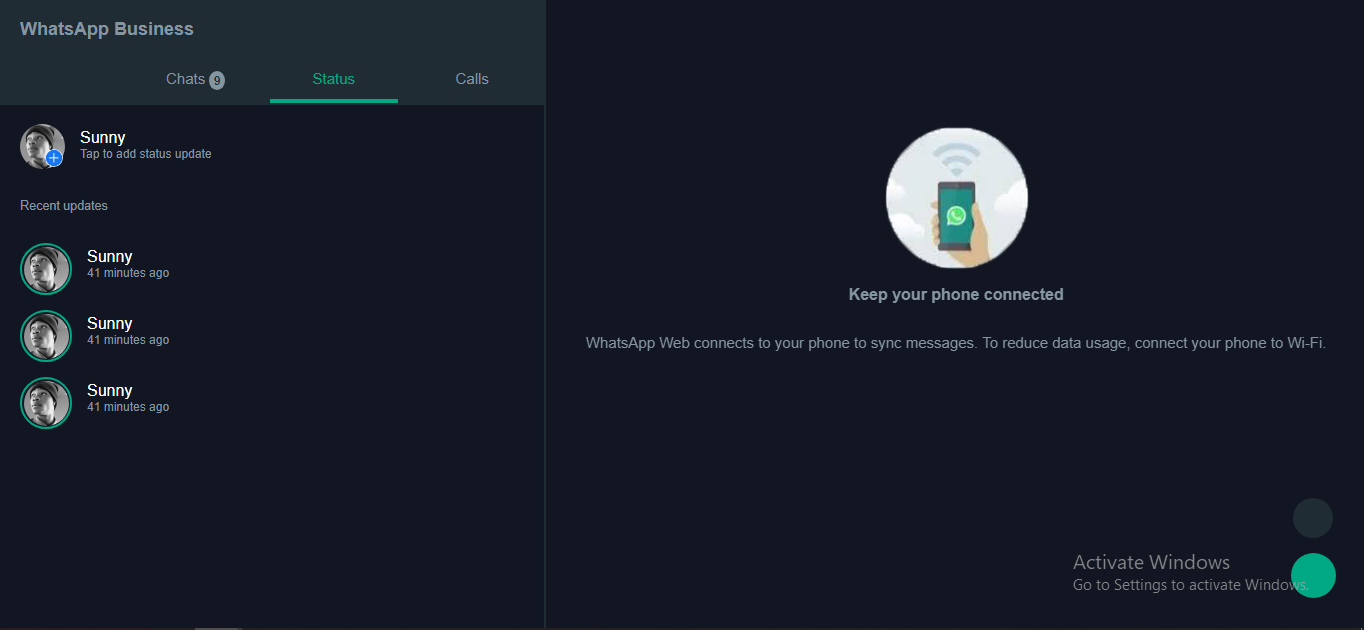 WhatsApp Business
Chats 9
Status
Calls
Sunny
Tap to add status update
Recent updates
Sunny
41 minutes ago
Sunny
41 minutes ago
Sunny
41 minutes ago
Keep your phone connected
WhatsApp Web connects to your phone to sync messages. To reduce data usage, connect your phone to Wi-Fi.
Activate Windows
Go to Settings to activate Windows.